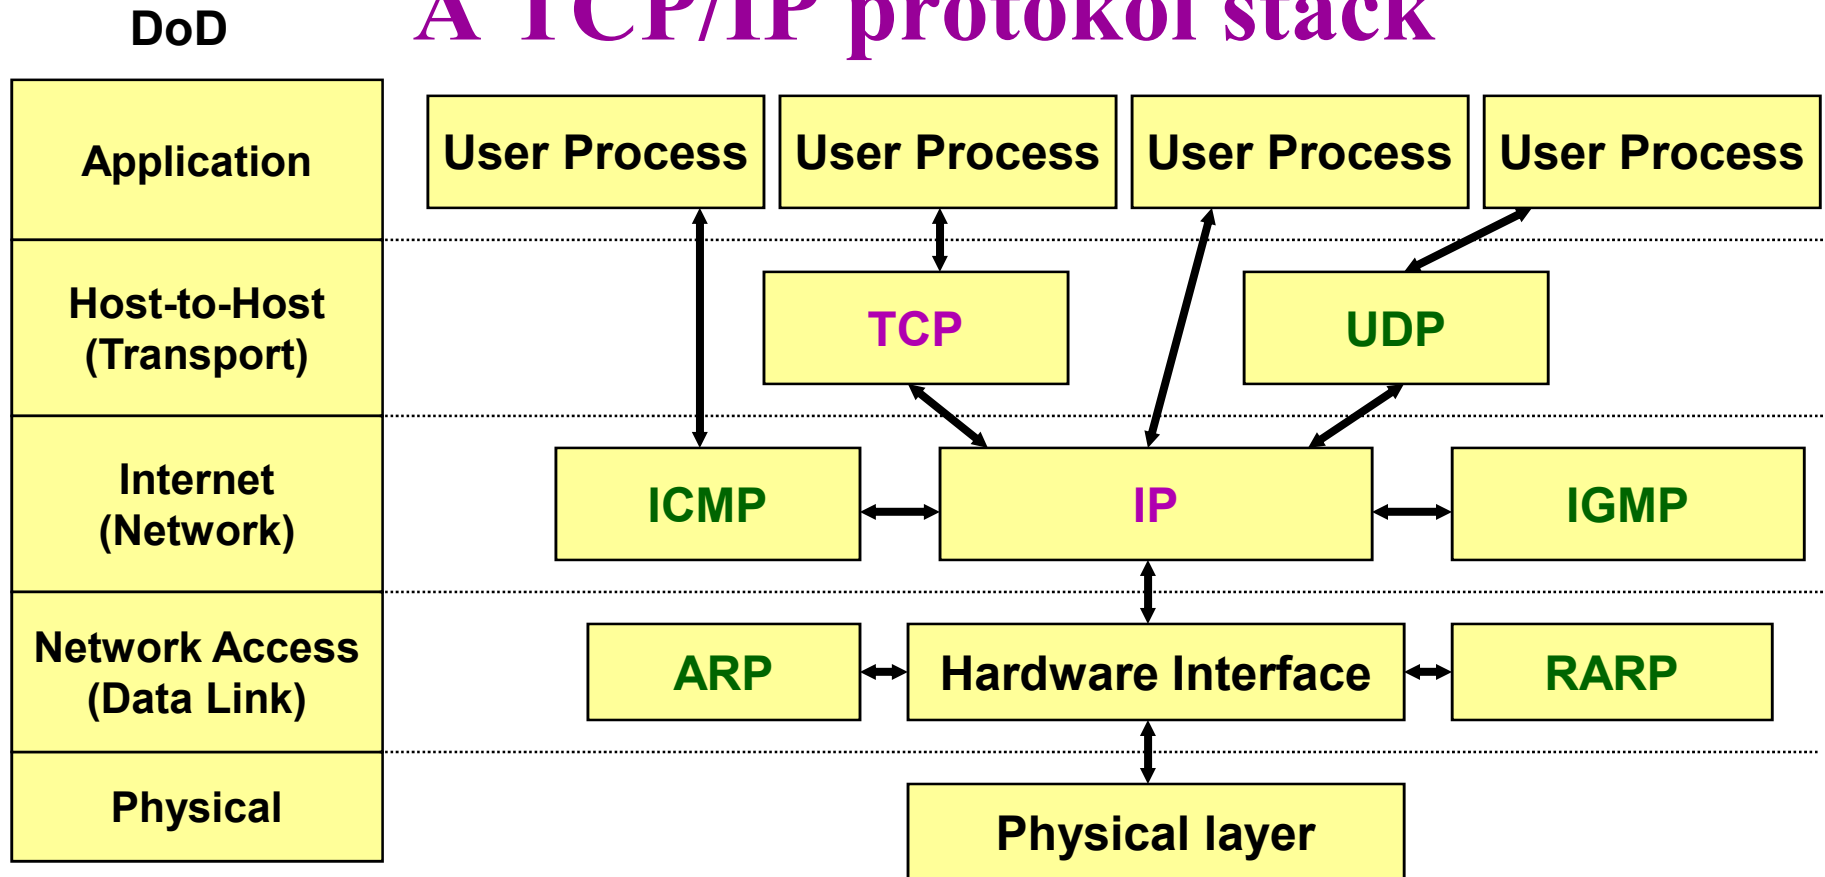 DoD
A TCP/IP protokol stack
Application
User Process
User Process
User Process
User Process
Host-to-Host
(Transport)
TCP
UDP
Internet
(Network)
ICMP
IP
IGMP
Network Access
(Data Link)
ARP
Hardware Interface
RARP
Physical
Physical layer